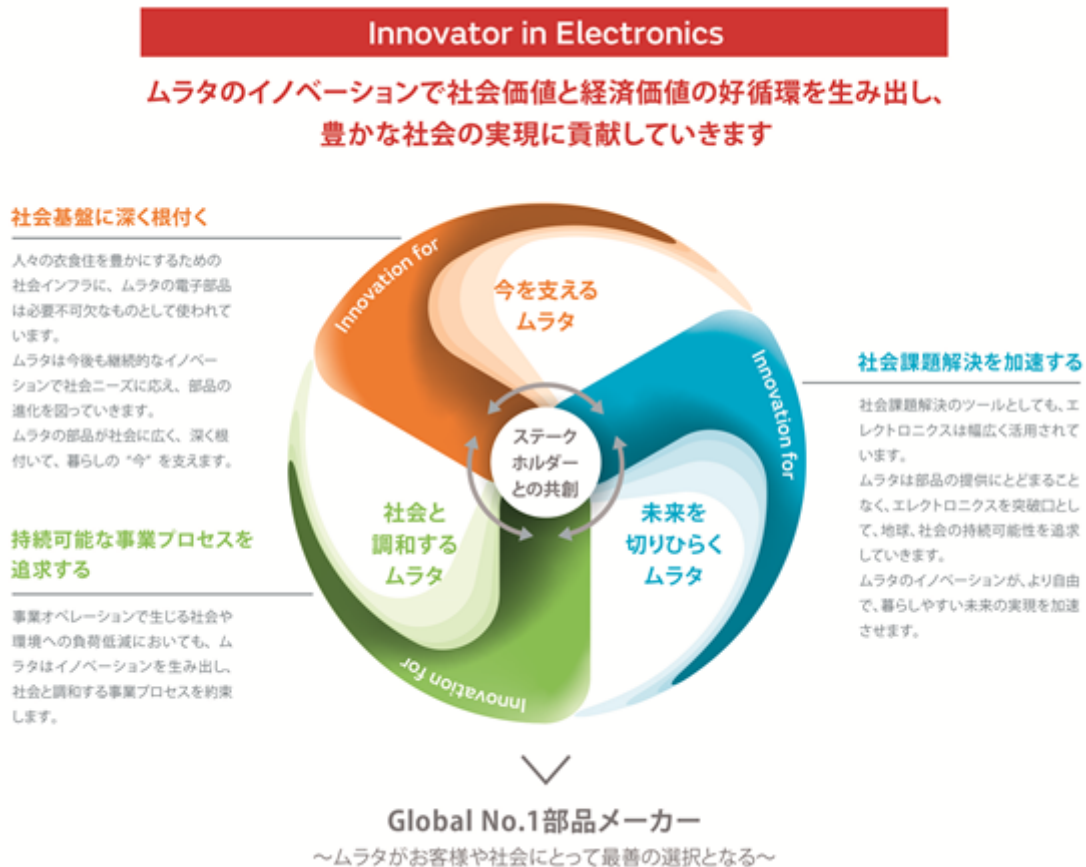 Innovator in Electronics
ムラタのイノベーションで社会価値と経済価値の好循環を生み出し、
豊かな社会の実現に貢献していきます
社会基盤に深く根付く
人々の衣食住を豊かにするための
社会インフラに、ムラタの電子部品
は必要不可欠なものとして使われて
います。
ムラタは今後も継続的なイノベー
ションで社会ニーズに応え、部品の
進化を図っていきます。
ムラタの部品が社会に広く、深く根
付いて、暮らしの “今” を支えます。
Innovation for
今を支える
ムラタ
社会課題解決を加速する
社会課題解決のツールとしても、エ
レクトロニクスは幅広く活用されて
います。
ムラタは部品の提供にとどまること
なく、エレクトロニクスを突破口とし
て、地球、社会の持続可能性を追求
していきます。
ムラタのイノベーションが、より自由
で、暮らしやすい未来の実現を加速
させます。
Innovation for
未来を
切りひらく
ムラタ
ステーク
ホルダー
との共創
持続可能な事業プロセスを
追求する
事業オペレーションで生じる社会や
環境への負荷低減においても、ム
ラタはイノベーションを生み出し、
社会と調和する事業プロセスを約束
します。
社会と
調和する
ムラタ
Innovation for
Global No.1部品メーカー
～ムラタがお客様や社会にとって最善の選択となる～